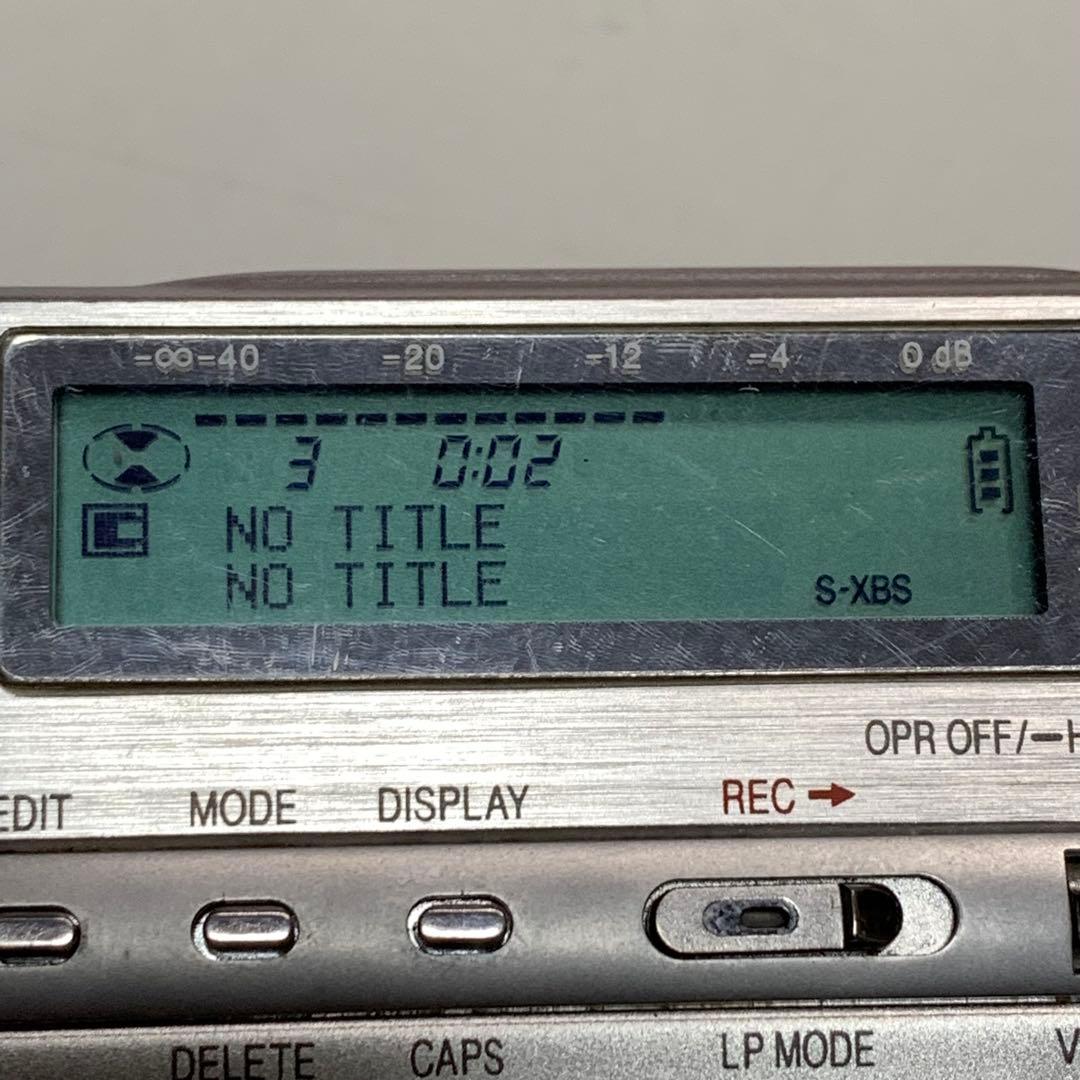 -∞ -40 -20 -12 -4 0 dB
3 0:02
NO TITLE
NO TITLE S-XBS
OPR OFF/━H
EDIT MODE DISPLAY REC ➞
DELETE CAPS LP MODE V